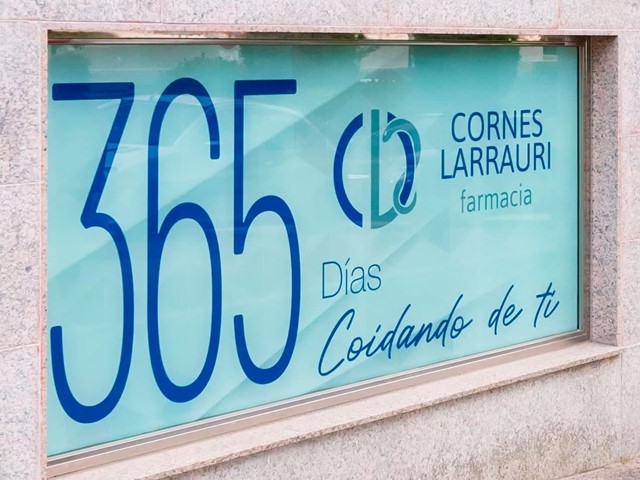 365
CORNES
LARRAURI
farmacia
Días
Coidando de ti